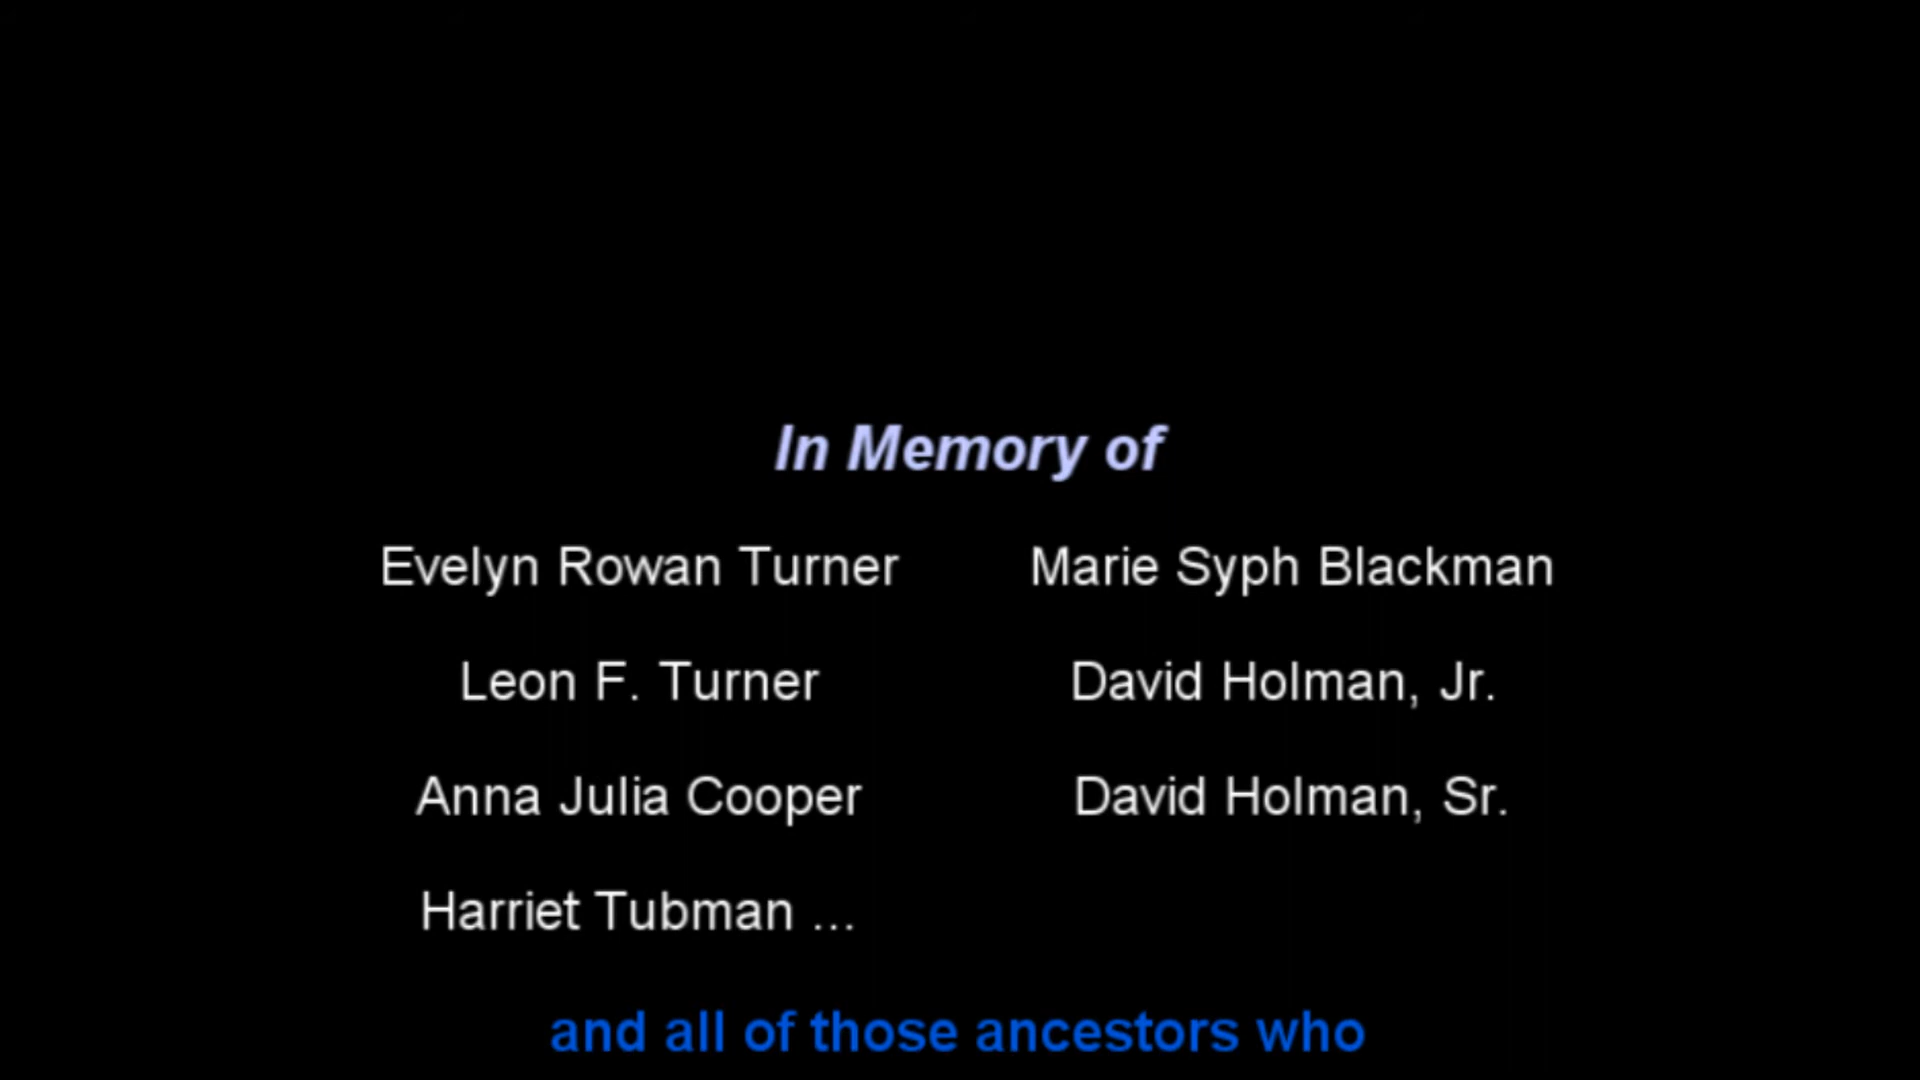 In Memory of
Evelyn Rowan Turner Marie Syph Blackman
Leon F. Turner David Holman, Jr.
Anna Julia Cooper David Holman, Sr.
Harriet Tubman ...
and all of those ancestors who